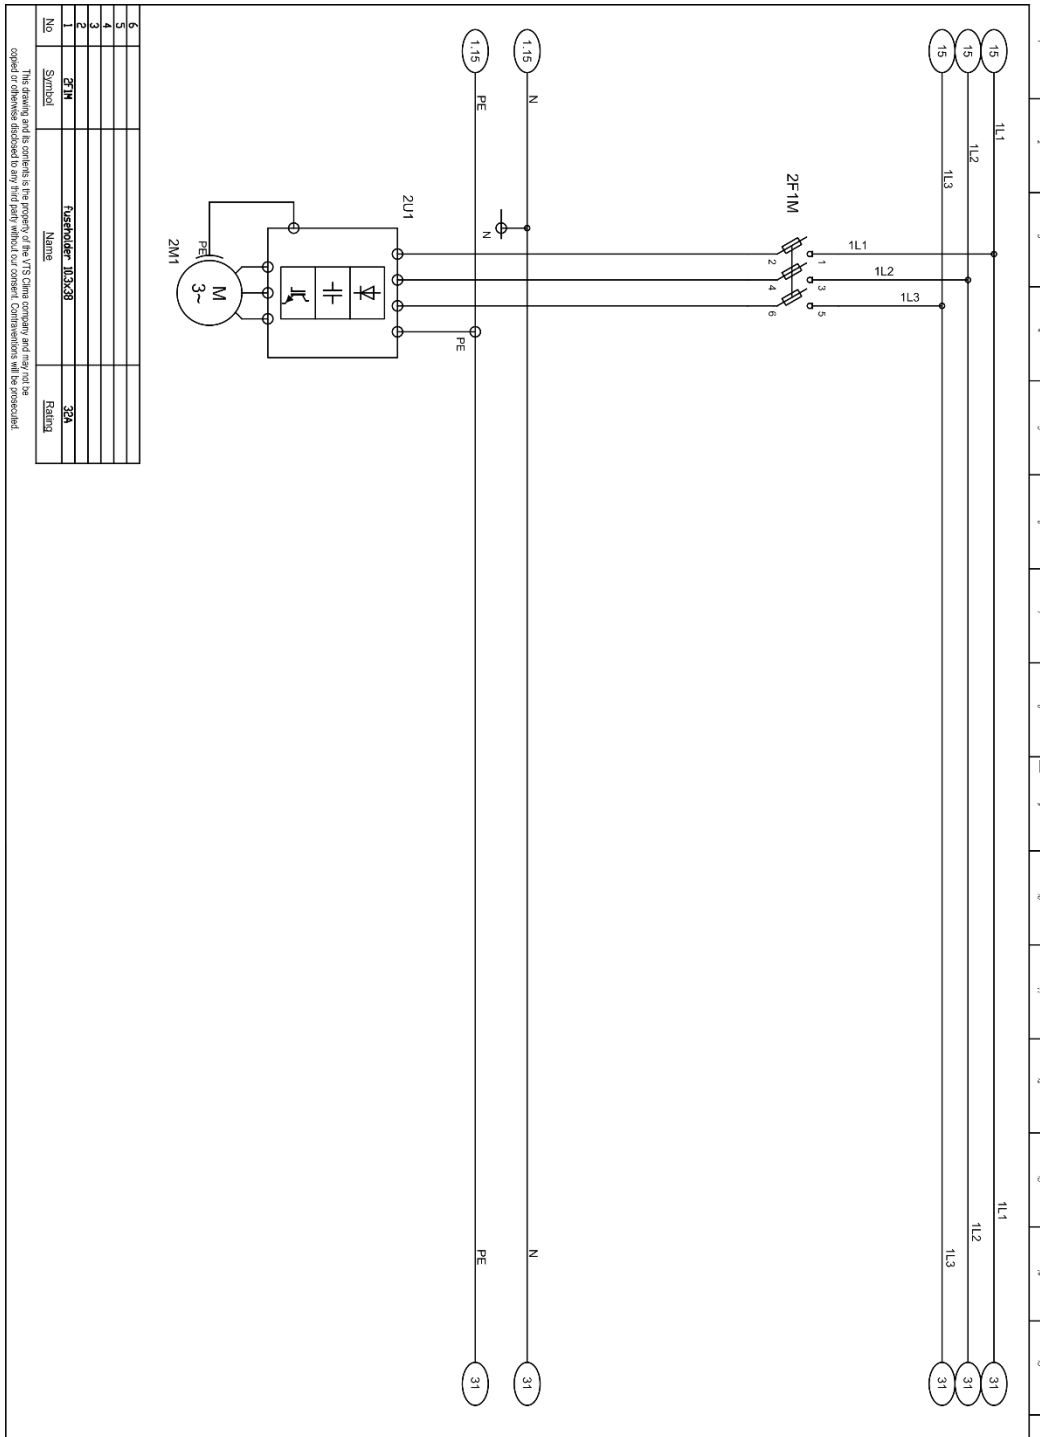 15 1L1 1L1 31
15 1L2 1L2 31
15 1L3 1L3 31
1L1 1L2 1L3
1 3 5
2F1M
2 4 6
1.15 N N 31
N
1.15 PE PE 31
PE
2U1
PE
M
3~
2M1
6
5
4
3
2
1 2F1M fuseholder 10.3x38 32A
No Symbol Name Rating
This drawing and its contents is the property of the VTS Clima company and may not be
copied or otherwise disclosed to any third party without our consent. Contraventions will be prosecuted.